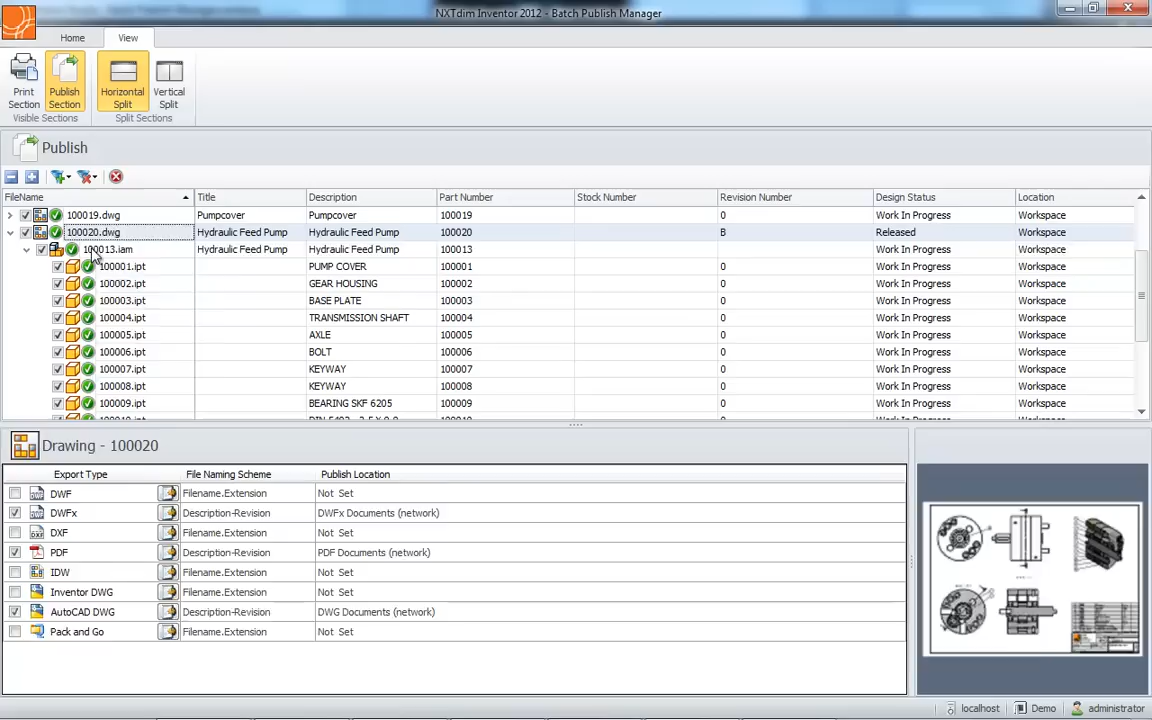 NXTdim Inventor 2012 - Batch Publish Manager
Home View
Print Section
Publish Section
Horizontal Split
Vertical Split
Visible Sections
Split Sections
Publish
FileName Title Description Part Number Stock Number Revision Number Design Status Location
100019.dwg Pumpcover Pumpcover 100019 0 Work In Progress Workspace
100020.dwg Hydraulic Feed Pump Hydraulic Feed Pump 100020 B Released Workspace
100013.iam Hydraulic Feed Pump Hydraulic Feed Pump 100013 Work In Progress Workspace
100001.ipt PUMP COVER 100001 0 Work In Progress Workspace
100002.ipt GEAR HOUSING 100002 0 Work In Progress Workspace
100003.ipt BASE PLATE 100003 0 Work In Progress Workspace
100004.ipt TRANSMISSION SHAFT 100004 0 Work In Progress Workspace
100005.ipt AXLE 100005 0 Work In Progress Workspace
100006.ipt BOLT 100006 0 Work In Progress Workspace
100007.ipt KEYWAY 100007 0 Work In Progress Workspace
100008.ipt KEYWAY 100008 0 Work In Progress Workspace
100009.ipt BEARING SKF 6205 100009 0 Work In Progress Workspace
Drawing - 100020
Export Type File Naming Scheme Publish Location
DWF Filename.Extension Not Set
DWFx Description-Revision DWFx Documents (network)
DXF Filename.Extension Not Set
PDF Description-Revision PDF Documents (network)
IDW Filename.Extension Not Set
Inventor DWG Filename.Extension Not Set
AutoCAD DWG Description-Revision DWG Documents (network)
Pack and Go Filename.Extension Not Set
localhost Demo administrator